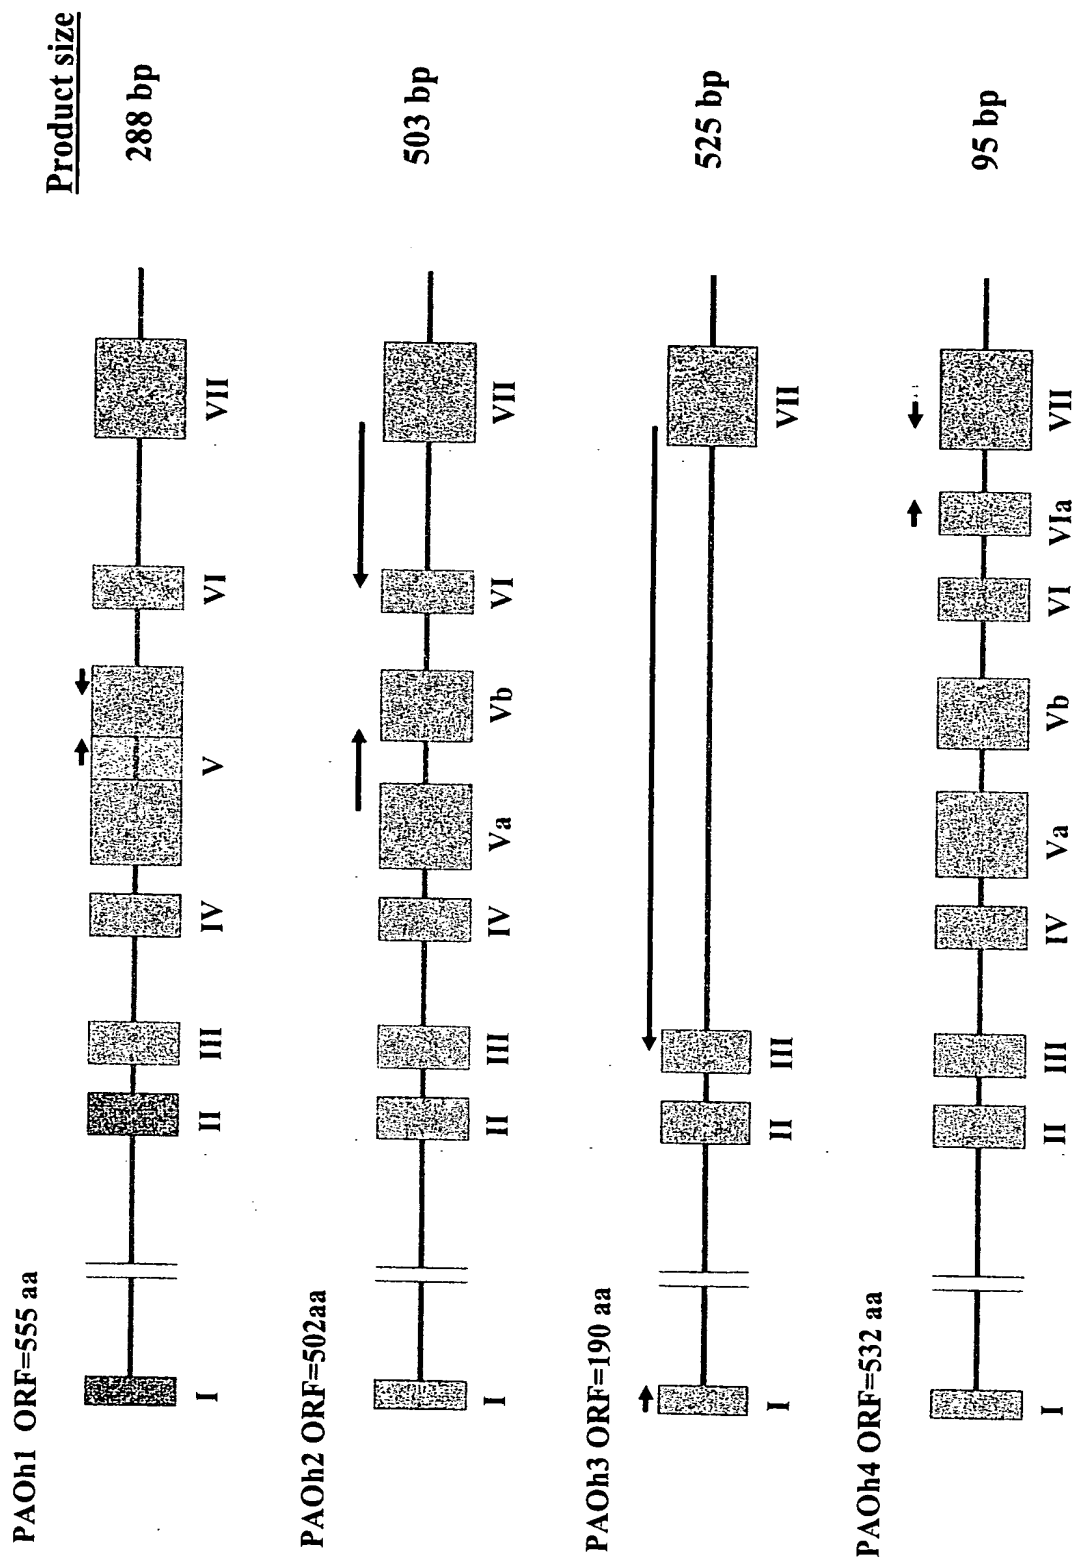 Product size
PAOh1 ORF=555 aa
288 bp
I II III IV V VI VII
PAOh2 ORF=502aa
503 bp
I II III IV Va Vb VI VII
PAOh3 ORF=190 aa
525 bp
I II III VII
PAOh4 ORF=532 aa
95 bp
I II III IV Va Vb VI VIa VII